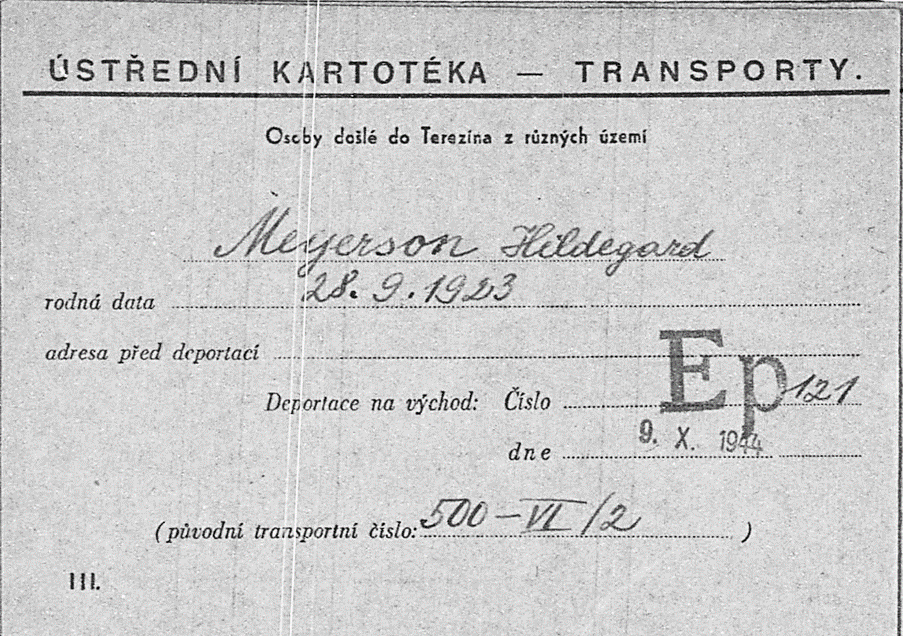 ÚSTŘEDNÍ KARTOTÉKA — TRANSPORTY.
Osoby došlé do Terezína z různých území
Meyerson Hildegard
rodná data 28. 9. 1923
adresa před deportací
Deportace na východ: Číslo Ep 121
dne 9. X. 1944
(původní transportní číslo: 500-VI/2 )
III.